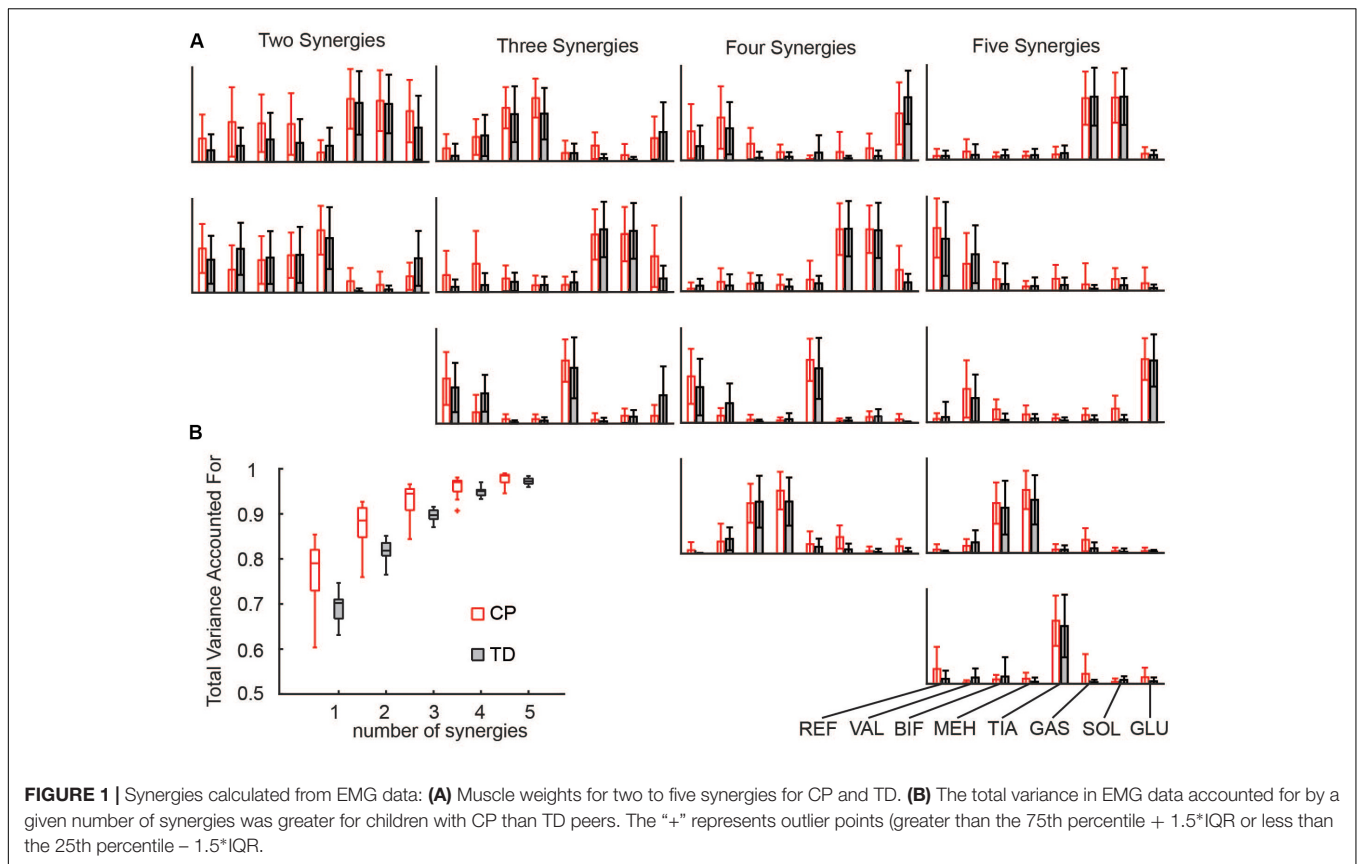 A
Two Synergies
Three Synergies
Four Synergies
Five Synergies
B
Total Variance Accounted For
1
0.9
0.8
0.7
0.6
0.5
CP
TD
1 2 3 4 5
number of synergies
REF VAL BIF MEH TIA GAS SOL GLU
FIGURE 1 | Synergies calculated from EMG data: (A) Muscle weights for two to five synergies for CP and TD. (B) The total variance in EMG data accounted for by a
given number of synergies was greater for children with CP than TD peers. The “+” represents outlier points (greater than the 75th percentile + 1.5*IQR or less than
the 25th percentile – 1.5*IQR.